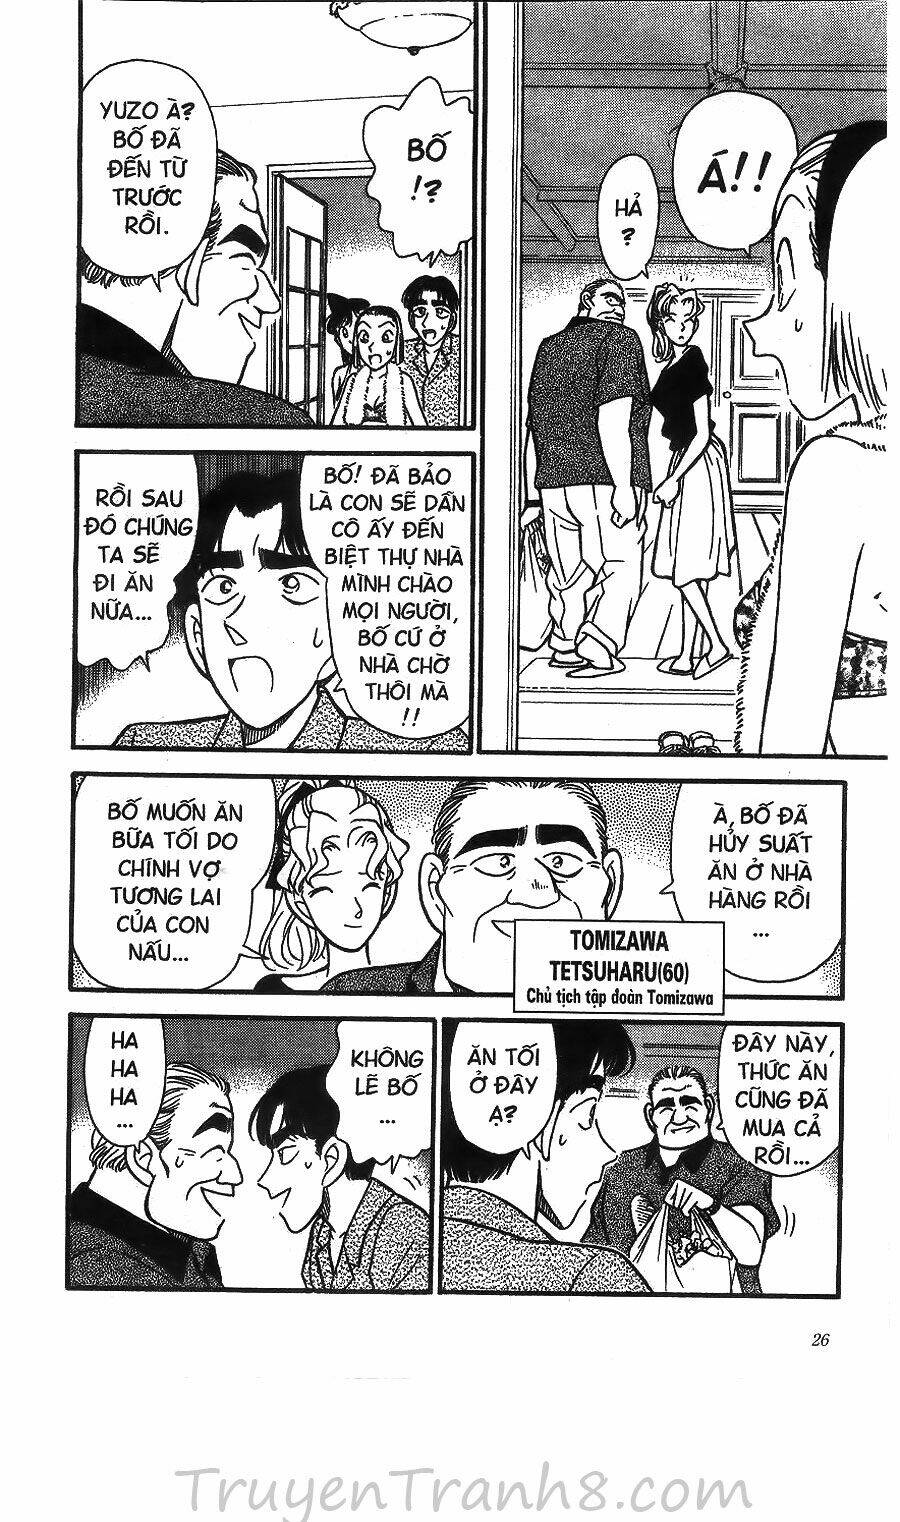 Á!!
HẢ
?
BỐ
!?
YUZO À?
BỐ ĐÃ
ĐẾN TỪ
TRƯỚC
RỒI.
BỐ! ĐÃ BẢO
LÀ CON SẼ DẪN
CÔ ẤY ĐẾN
BIỆT THỰ NHÀ
MÌNH CHÀO
MỌI NGƯỜI,
BỐ CỨ Ở
NHÀ CHỜ
THÔI MÀ
!!
RỒI SAU
ĐÓ CHÚNG
TA SẼ
ĐI ĂN
NỮA...
À, BỐ ĐÃ
HỦY SUẤT
ĂN Ở NHÀ
HÀNG RỒI
...
TOMIZAWA
TETSUHARU(60)
Chủ tịch tập đoàn Tomizawa
BỐ MUỐN ĂN
BỮA TỐI DO
CHÍNH VỢ
TƯƠNG LAI
CỦA CON
NẤU...
ĐÂY NÀY,
THỨC ĂN
CŨNG ĐÃ
MUA CẢ
RỒI...
ĂN TỐI
Ở ĐÂY
Ạ?
KHÔNG
LẼ BỐ
...
HA
HA
HA
...
26
TruyenTranh8.com